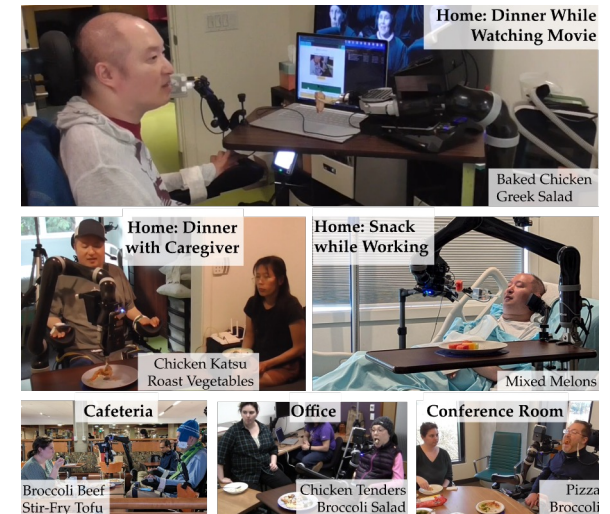 Home: Dinner While
Watching Movie
Baked Chicken
Greek Salad
Home: Dinner
with Caregiver
Chicken Katsu
Roast Vegetables
Home: Snack
while Working
Mixed Melons
Cafeteria
Broccoli Beef
Stir-Fry Tofu
Office
Chicken Tenders
Broccoli Salad
Conference Room
Pizza
Broccoli